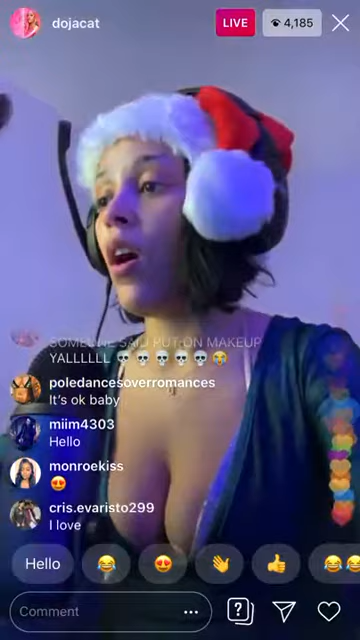 dojacat
LIVE
4,185
SOMEONE SAID PUT ON MAKEUP
YALLLLLL 💀💀💀💀💀😭
poledancesoverromances
It's ok baby
miim4303
Hello
monroekiss
😍
cris.evaristo299
I love
Hello 😂 😍 👋 👍 😂😂
Comment